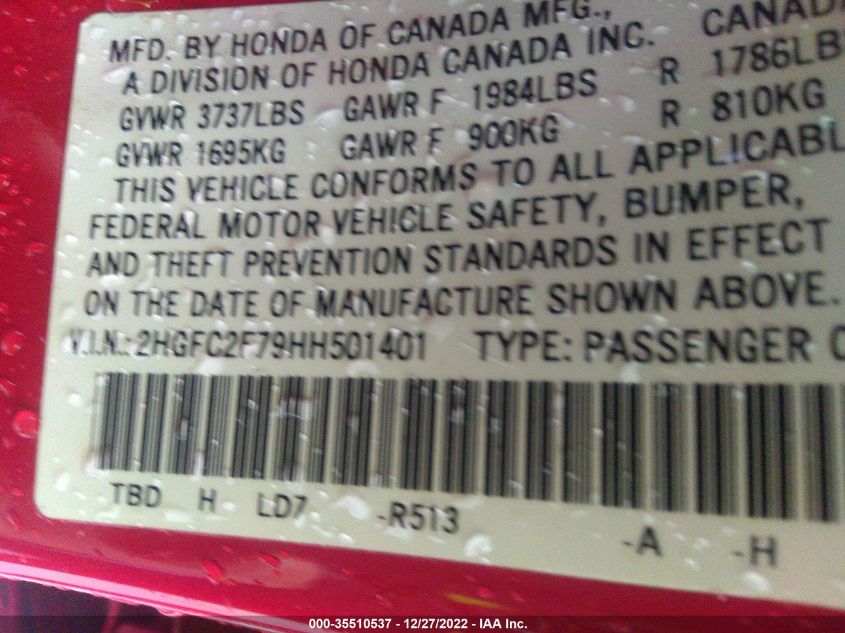 MFD. BY HONDA OF CANADA MFG., CANAD
A DIVISION OF HONDA CANADA INC.
GVWR 3737LBS GAWR F 1984LBS R 1786LB
GVWR 1695KG GAWR F 900KG R 810KG
THIS VEHICLE CONFORMS TO ALL APPLICABL
FEDERAL MOTOR VEHICLE SAFETY, BUMPER,
AND THEFT PREVENTION STANDARDS IN EFFECT
ON THE DATE OF MANUFACTURE SHOWN ABOVE.
V.I.N.: 2HGFC2F79HH501401 TYPE: PASSENGER C
TBD H LD7 -R513 -A -H
000-35510537 - 12/27/2022 - IAA Inc.